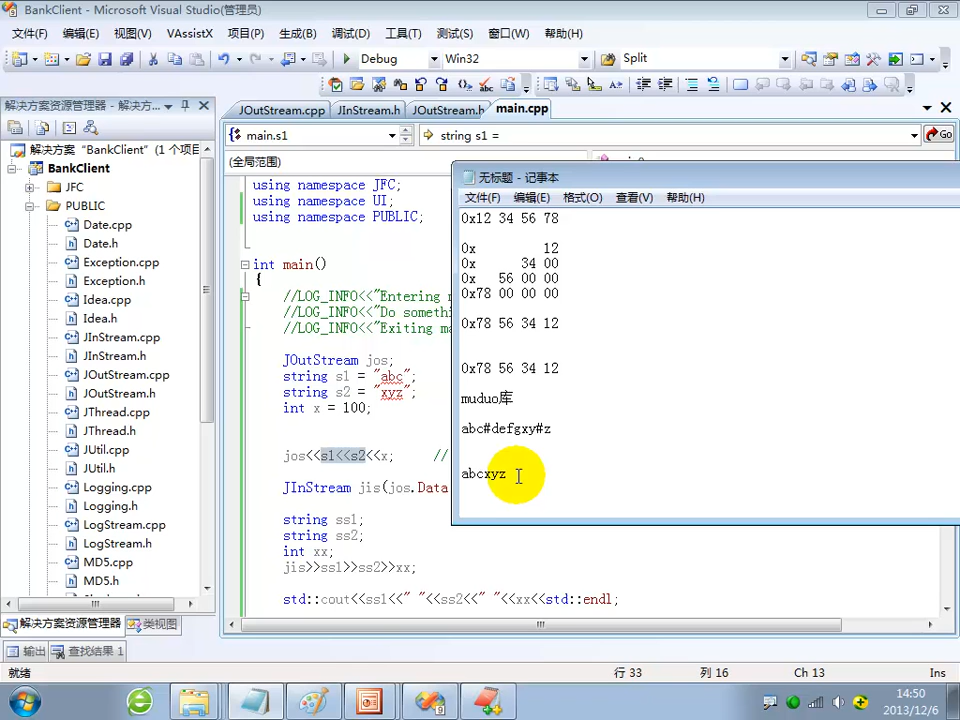 BankClient - Microsoft Visual Studio(管理员)
文件(F) 编辑(E) 视图(V) VAssistX 项目(P) 生成(B) 调试(D) 工具(T) 测试(S) 窗口(W) 帮助(H)
Debug Win32 Split
解决方案资源管理器 - 解决方...
JOutStream.cpp JInStream.h JOutStream.h main.cpp
main.s1 string s1 = Go
(全局范围)
解决方案 "BankClient" (1 个项目
BankClient
JFC
PUBLIC
Date.cpp
Date.h
Exception.cpp
Exception.h
Idea.cpp
Idea.h
JInStream.cpp
JInStream.h
JOutStream.cpp
JOutStream.h
JThread.cpp
JThread.h
JUtil.cpp
JUtil.h
Logging.cpp
Logging.h
LogStream.cpp
LogStream.h
MD5.cpp
MD5.h
解决方案资源管理器 类视图
using namespace JFC;
using namespace UI;
using namespace PUBLIC;
int main()
{
//LOG_INFO<<"Entering
//LOG_INFO<<"Do somethi
//LOG_INFO<<"Exiting ma
JOutStream jos;
string s1 = "abc";
string s2 = "xyz";
int x = 100;
jos<<s1<<s2<<x; //
JInStream jis(jos.Data
string ss1;
string ss2;
int xx;
jis>>ss1>>ss2>>xx;
std::cout<<ss1<<" "<<ss2<<" "<<xx<<std::endl;
无标题 - 记事本
文件(F) 编辑(E) 格式(O) 查看(V) 帮助(H)
0x12 34 56 78
0x 12
0x 34 00
0x 56 00 00
0x78 00 00 00
0x78 56 34 12
0x78 56 34 12
muduo库
abc#defgxy#z
abcxyz
输出 查找结果 1
就绪 行 33 列 16 Ch 13 Ins
14:50
2013/12/6